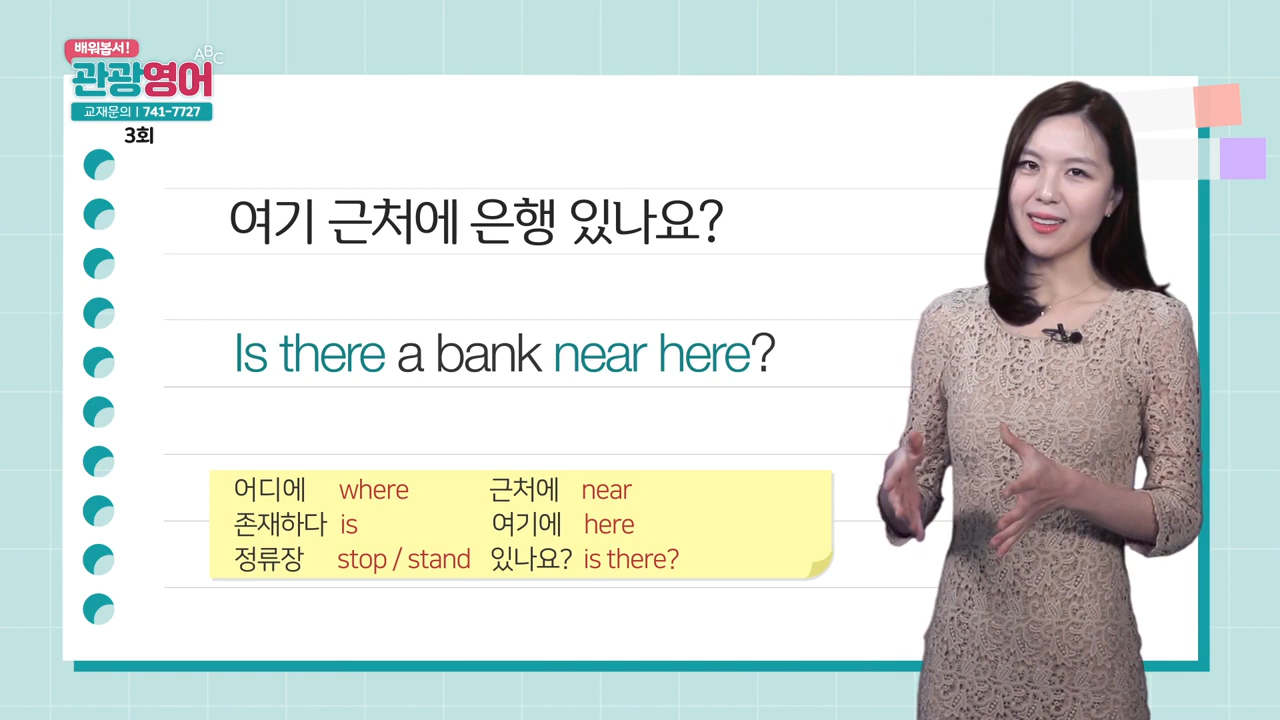 배워봅서!
ABC
관광영어
교재문의 | 741-7727
3회
여기 근처에 은행 있나요?
Is there a bank near here?
어디에 where 근처에 near
존재하다 is 여기에 here
정류장 stop / stand 있나요? is there?